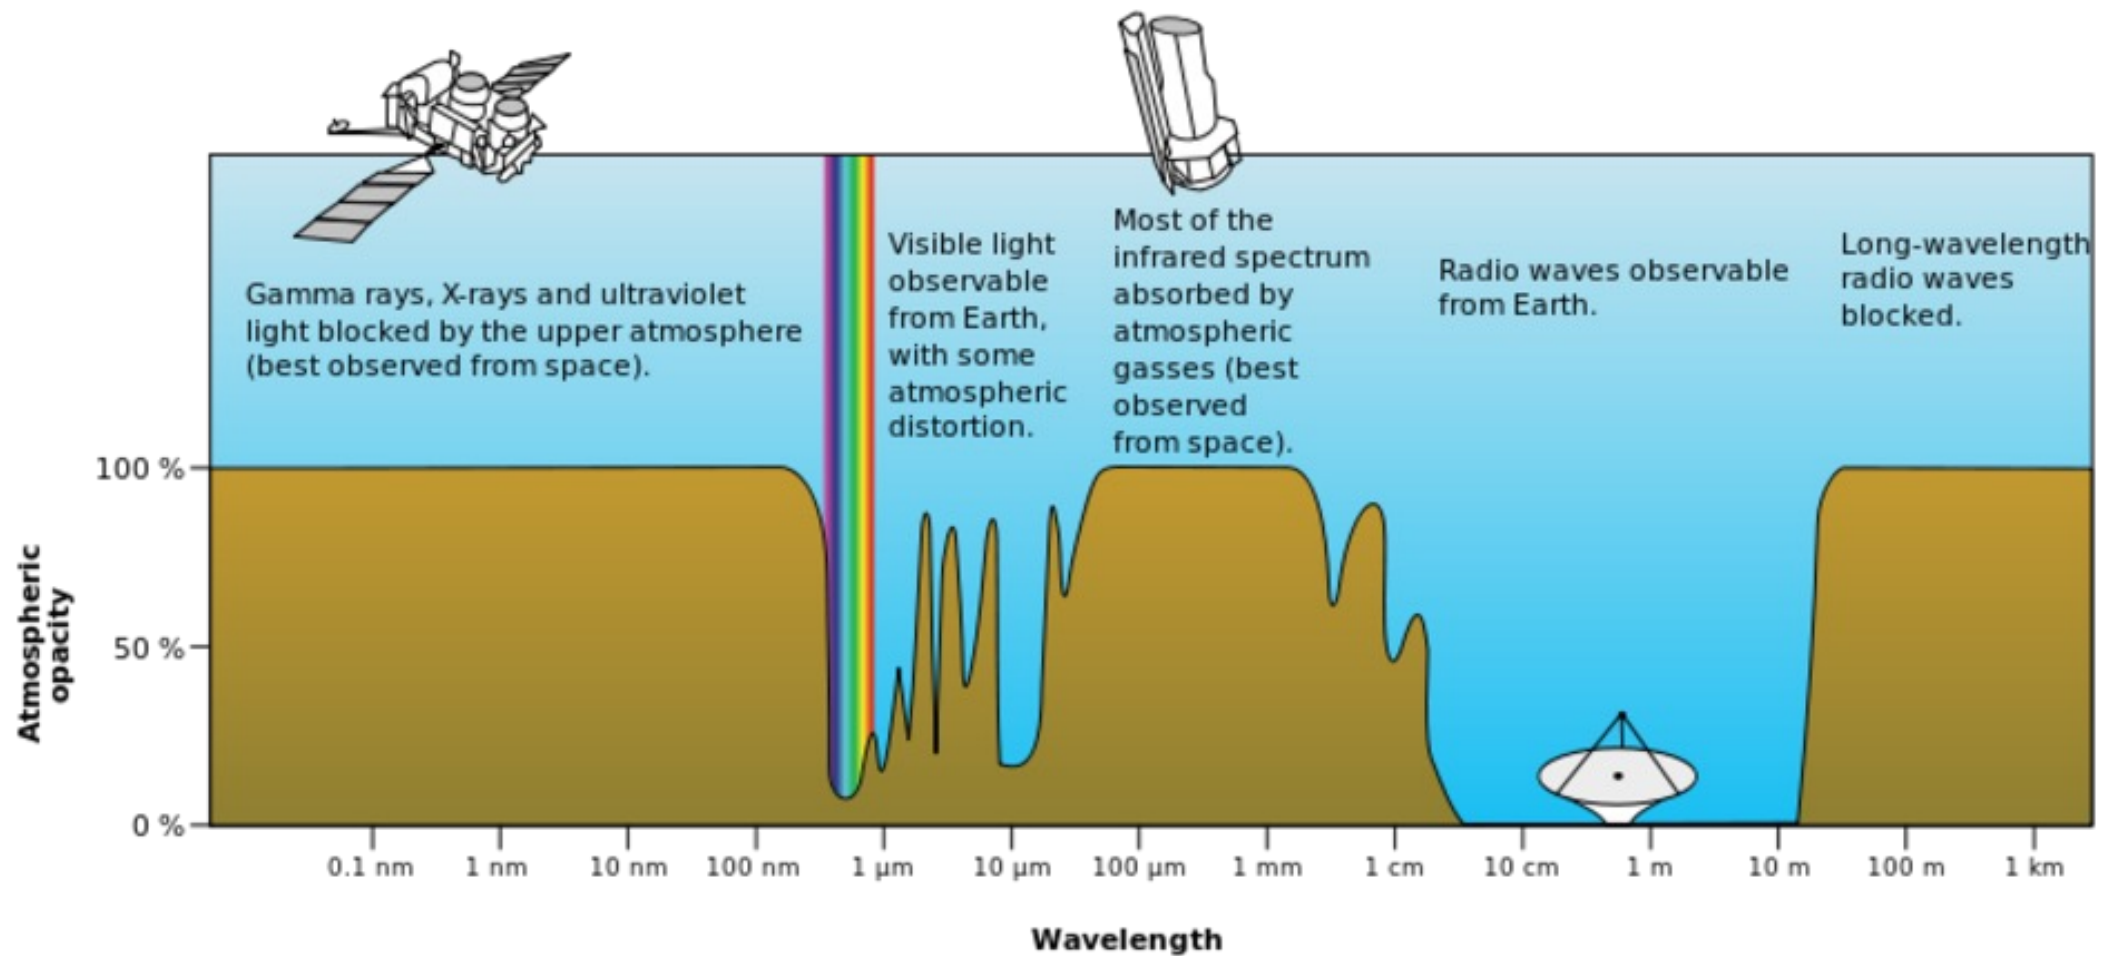 Gamma rays, X-rays and ultraviolet
light blocked by the upper atmosphere
(best observed from space).
Visible light
observable
from Earth,
with some
atmospheric
distortion.
Most of the
infrared spectrum
absorbed by
atmospheric
gasses (best
observed
from space).
Radio waves observable
from Earth.
Long-wavelength
radio waves
blocked.
Atmospheric
opacity
100 %
50 %
0 %
0.1 nm
1 nm
10 nm
100 nm
1 μm
10 μm
100 μm
1 mm
1 cm
10 cm
1 m
10 m
100 m
1 km
Wavelength